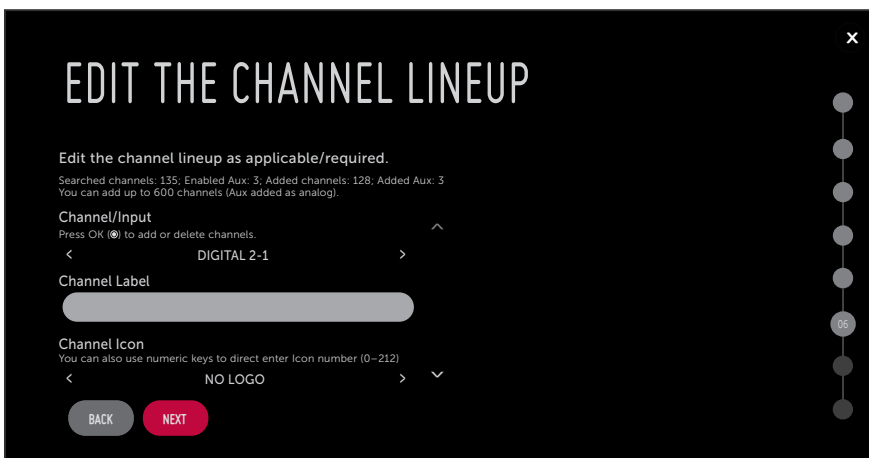 X
EDIT THE CHANNEL LINEUP
Edit the channel lineup as applicable/required.
Searched channels: 135; Enabled Aux: 3; Added channels: 128; Added Aux: 3
You can add up to 600 channels (Aux added as analog).
Channel/Input
Press OK (◉) to add or delete channels.
< DIGITAL 2-1 >
Channel Label
06
Channel Icon
You can also use numeric keys to direct enter Icon number (0–212)
< NO LOGO >
BACK NEXT